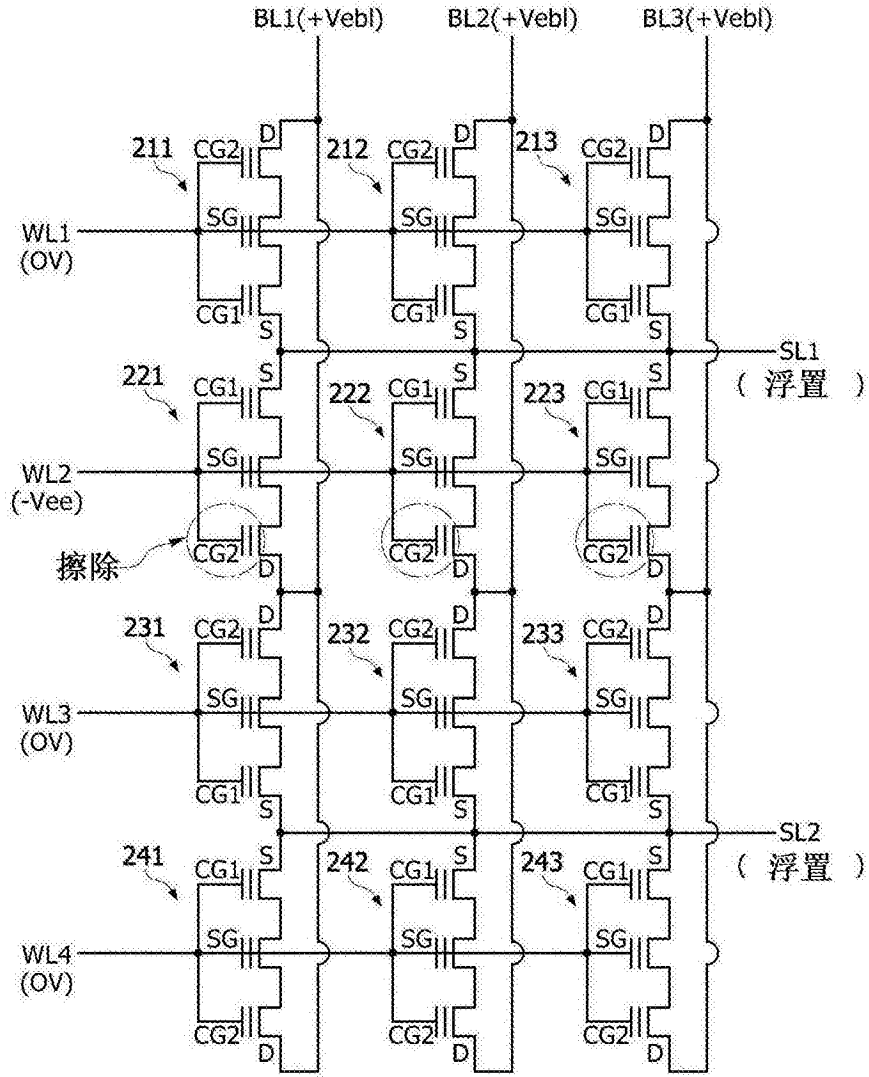 BL1(+Vebl) BL2(+Vebl) BL3(+Vebl)
D D D
211 CG2 212 CG2 213 CG2
SG SG SG
WL1
(OV)
CG1 CG1 CG1
S S S
SL1
( 浮置 )
S S S
221 CG1 222 CG1 223 CG1
SG SG SG
WL2
(-Vee)
CG2 CG2 CG2
擦除
D D D
D D D
231 CG2 232 CG2 233 CG2
SG SG SG
WL3
(OV)
CG1 CG1 CG1
S S S
SL2
( 浮置 )
S S S
241 CG1 242 CG1 243 CG1
SG SG SG
WL4
(OV)
CG2 CG2 CG2
D D D